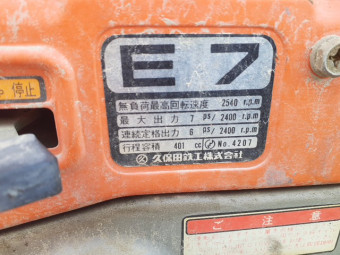 停止
E7
無負荷最高回転速度 2540 r.p.m
最大出力 7 PS/2400 r.p.m
連続定格出力 6 PS/2400 r.p.m
行程容積 401 cc No.4207
久保田鉄工株式会社
ご注意